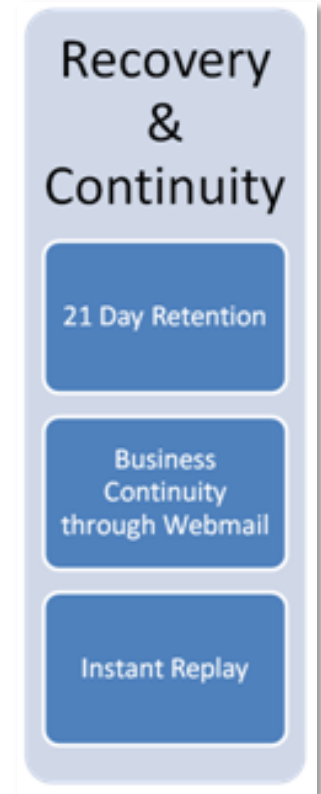 Recovery
&
Continuity
21 Day Retention
Business
Continuity
through Webmail
Instant Replay